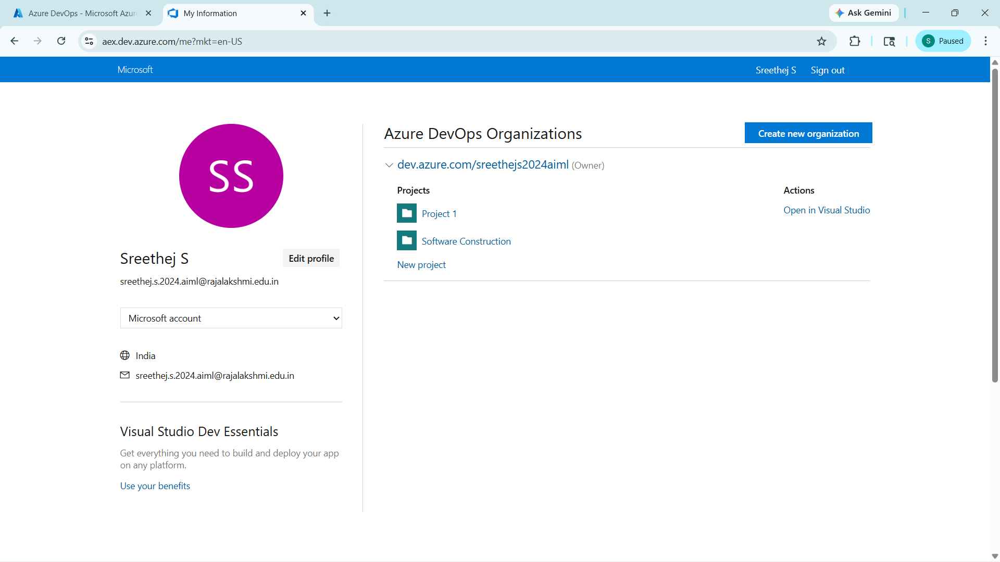 Azure DevOps - Microsoft Azur
My Information
Ask Gemini
aex.dev.azure.com/me?mkt=en-US
S
Paused
Microsoft
Sreethej S
Sign out
SS
Sreethej S
Edit profile
sreethej.s.2024.aiml@rajalakshmi.edu.in
Microsoft account
India
sreethej.s.2024.aiml@rajalakshmi.edu.in
Visual Studio Dev Essentials
Get everything you need to build and deploy your app
on any platform.
Use your benefits
Azure DevOps Organizations
Create new organization
dev.azure.com/sreethejs2024aiml (Owner)
Projects
Actions
Project 1
Open in Visual Studio
Software Construction
New project